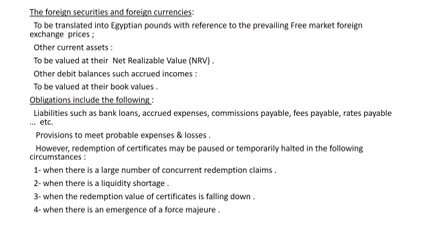 The foreign securities and foreign currencies:
To be translated into Egyptian pounds with reference to the prevailing Free market foreign
exchange prices ;
Other current assets :
To be valued at their Net Realizable Value (NRV) .
Other debit balances such accrued incomes :
To be valued at their book values .
Obligations include the following :
Liabilities such as bank loans, accrued expenses, commissions payable, fees payable, rates payable
... etc.
Provisions to meet probable expenses & losses .
However, redemption of certificates may be paused or temporarily halted in the following
circumstances :
1- when there is a large number of concurrent redemption claims .
2- when there is a liquidity shortage .
3- when the redemption value of certificates is falling down .
4- when there is an emergence of a force majeure .